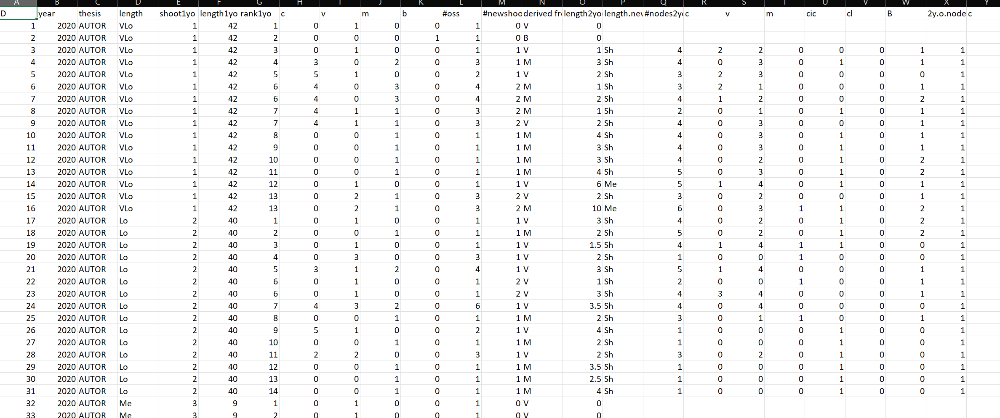 A B C D E F G H I J K L M N O P Q R S T U V W X Y
D year thesis length shoot1yo length1yo rank1yo c v m b #oss #newshoo derived fr length2yo length.new #nodes2yo c v m cic cl B 2y.o.node c
1 2020 AUTOR VLo 1 42 1 0 1 0 0 1 0 V 0
2 2020 AUTOR VLo 1 42 2 0 0 0 1 1 0 B 0
3 2020 AUTOR VLo 1 42 3 0 1 0 0 1 1 V 1 Sh 4 2 2 0 0 0 1 1
4 2020 AUTOR VLo 1 42 4 3 0 2 0 3 1 M 3 Sh 4 0 3 0 1 0 1 1
5 2020 AUTOR VLo 1 42 5 5 1 0 0 2 1 V 2 Sh 3 2 3 0 0 0 0 1
6 2020 AUTOR VLo 1 42 6 4 0 3 0 4 2 M 1 Sh 3 2 1 0 0 0 1 1
7 2020 AUTOR VLo 1 42 6 4 0 3 0 4 2 M 2 Sh 4 1 2 0 0 0 2 1
8 2020 AUTOR VLo 1 42 7 4 1 1 0 3 2 M 1 Sh 2 0 1 0 1 0 1 1
9 2020 AUTOR VLo 1 42 7 4 1 1 0 3 2 V 2 Sh 4 0 3 0 0 0 1 1
10 2020 AUTOR VLo 1 42 8 0 0 1 0 1 1 M 4 Sh 4 0 3 0 1 0 1 1
11 2020 AUTOR VLo 1 42 9 0 0 1 0 1 1 M 3 Sh 4 0 3 0 1 0 1 1
12 2020 AUTOR VLo 1 42 10 0 0 1 0 1 1 M 3 Sh 4 0 2 0 1 0 2 1
13 2020 AUTOR VLo 1 42 11 0 0 1 0 1 1 M 4 Sh 5 0 3 0 1 0 2 1
14 2020 AUTOR VLo 1 42 12 0 1 0 0 1 1 V 6 Me 5 1 4 0 1 0 1 1
15 2020 AUTOR VLo 1 42 13 0 2 1 0 3 2 V 2 Sh 3 0 2 0 0 0 1 1
16 2020 AUTOR VLo 1 42 13 0 2 1 0 3 2 M 10 Me 6 0 3 1 1 0 2 1
17 2020 AUTOR Lo 2 40 1 0 1 0 0 1 1 V 3 Sh 4 0 2 0 1 0 2 1
18 2020 AUTOR Lo 2 40 2 0 0 1 0 1 1 M 2 Sh 5 0 2 0 1 0 2 1
19 2020 AUTOR Lo 2 40 3 0 1 0 0 1 1 V 1.5 Sh 4 1 4 1 1 0 0 1
20 2020 AUTOR Lo 2 40 4 0 3 0 0 3 1 V 2 Sh 1 0 0 1 0 0 0 1
21 2020 AUTOR Lo 2 40 5 3 1 2 0 4 1 V 3 Sh 5 1 4 0 0 0 1 1
22 2020 AUTOR Lo 2 40 6 0 1 0 0 1 2 V 1 Sh 2 0 0 1 0 0 1 1
23 2020 AUTOR Lo 2 40 6 0 1 0 0 1 2 V 3 Sh 4 3 4 0 0 0 1 1
24 2020 AUTOR Lo 2 40 7 4 3 2 0 6 1 V 3.5 Sh 4 0 4 0 0 0 0 1
25 2020 AUTOR Lo 2 40 8 0 0 1 0 1 1 M 2 Sh 3 0 1 1 0 0 1 1
26 2020 AUTOR Lo 2 40 9 5 1 0 0 2 1 V 4 Sh 1 0 0 0 1 0 0 1
27 2020 AUTOR Lo 2 40 10 0 0 1 0 1 1 M 2 Sh 1 0 0 0 1 0 0 1
28 2020 AUTOR Lo 2 40 11 2 2 0 0 3 1 V 2 Sh 3 0 2 0 1 0 0 1
29 2020 AUTOR Lo 2 40 12 0 0 1 0 1 1 M 3.5 Sh 1 0 0 0 1 0 0 1
30 2020 AUTOR Lo 2 40 13 0 0 1 0 1 1 M 2.5 Sh 1 0 0 0 1 0 0 1
31 2020 AUTOR Lo 2 40 14 0 0 1 0 1 1 M 4 Sh 1 0 0 0 1 0 0 1
32 2020 AUTOR Me 3 9 1 0 1 0 0 1 0 V 0
33 2020 AUTOR Me 3 9 2 0 1 0 0 1 0 V 0